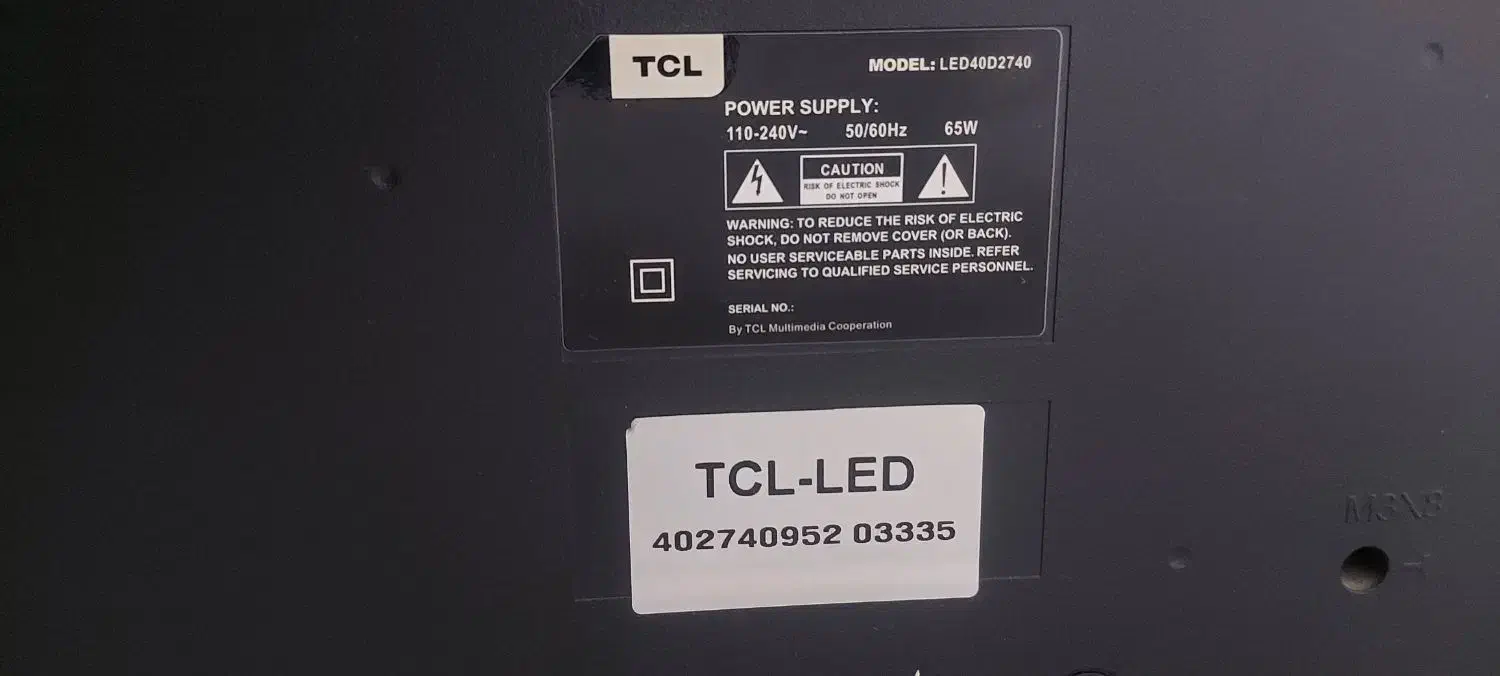 TCL
MODEL: LED40D2740
POWER SUPPLY:
110-240V~ 50/60Hz 65W
CAUTION
RISK OF ELECTRIC SHOCK
DO NOT OPEN
WARNING: TO REDUCE THE RISK OF ELECTRIC
SHOCK, DO NOT REMOVE COVER (OR BACK).
NO USER SERVICEABLE PARTS INSIDE. REFER
SERVICING TO QUALIFIED SERVICE PERSONNEL.
SERIAL NO.:
By TCL Multimedia Cooperation
TCL-LED
402740952 03335
M3X8